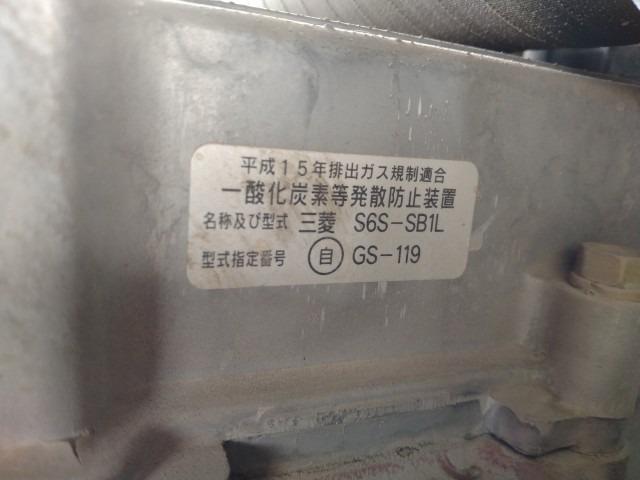 平成15年排出ガス規制適合
一酸化炭素等発散防止装置
名称及び型式 三菱 S6S-SB1L
型式指定番号 自 GS-119